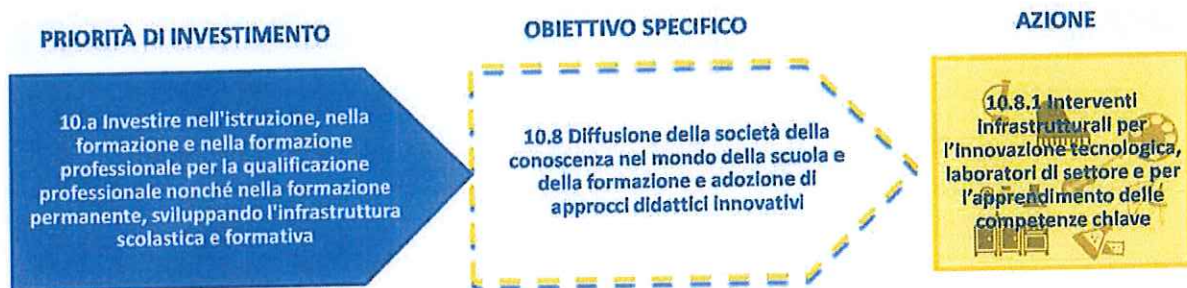 PRIORITÀ DI INVESTIMENTO
10.a Investire nell'istruzione, nella
formazione e nella formazione
professionale per la qualificazione
professionale nonché nella formazione
permanente, sviluppando l'infrastruttura
scolastica e formativa
OBIETTIVO SPECIFICO
10.8 Diffusione della società della
conoscenza nel mondo della scuola e
della formazione e adozione di
approcci didattici innovativi
AZIONE
10.8.1 Interventi
infrastrutturali per
l'innovazione tecnologica,
laboratori di settore e per
l'apprendimento delle
competenze chiave